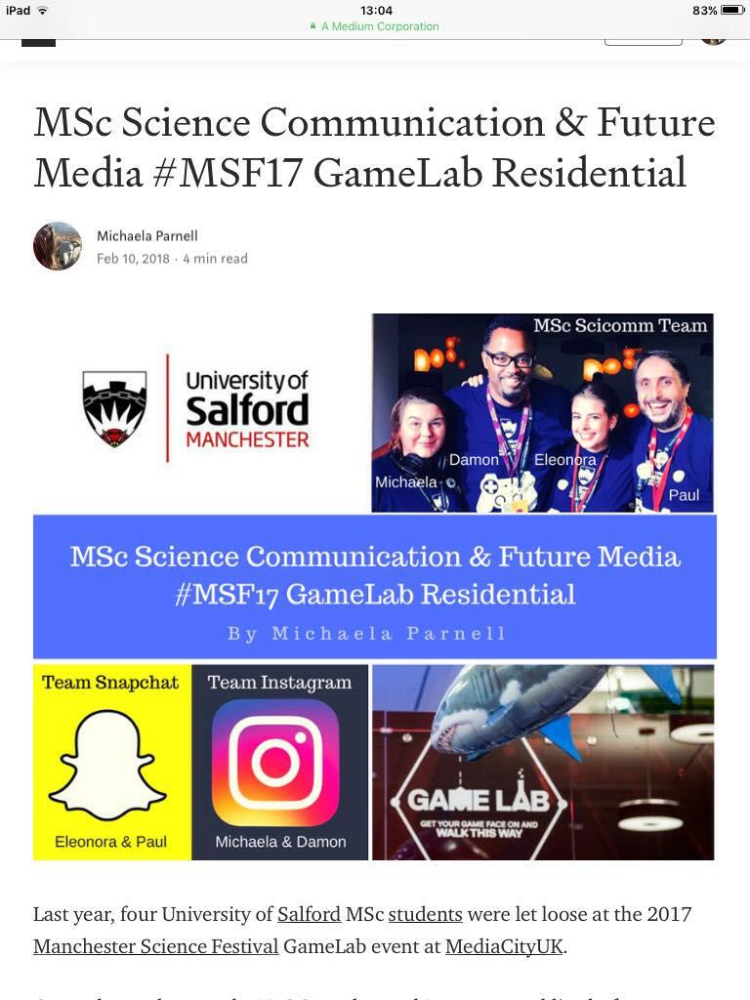 iPad 13:04 83%
A Medium Corporation
MSc Science Communication & Future
Media #MSF17 GameLab Residential
Michaela Parnell
Feb 10, 2018 · 4 min read
University of
Salford
MANCHESTER
MSc Scicomm Team
Michaela
Damon
Eleonora
Paul
MSc Science Communication & Future Media
#MSF17 GameLab Residential
By Michaela Parnell
Team Snapchat
Eleonora & Paul
Team Instagram
Michaela & Damon
GAME LAB
GET YOUR GAME FACE ON AND
WALK THIS WAY
Last year, four University of Salford MSc students were let loose at the 2017
Manchester Science Festival GameLab event at MediaCityUK.